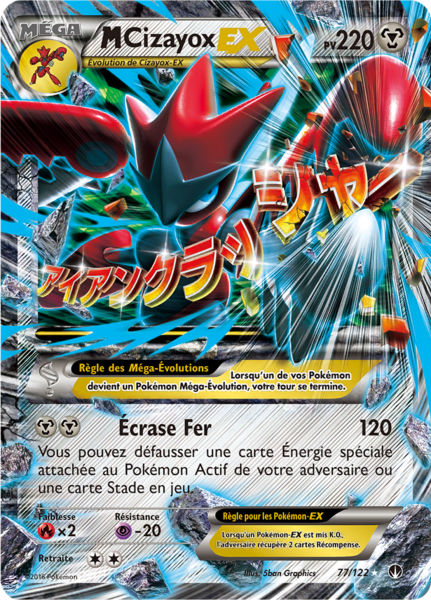 MÉGA
M Cizayox EX PV220
Évolution de Cizayox-EX
アイアンクラッシャー
Règle des Méga-Évolutions
Lorsqu'un de vos Pokémon
devient un Pokémon Méga-Évolution, votre tour se termine.
Ecrase Fer 120
Vous pouvez défausser une carte Énergie spéciale
attachée au Pokémon Actif de votre adversaire ou
une carte Stade en jeu.
Faiblesse Résistance
×2 -20
Retraite
Règle pour les Pokémon-EX
Lorsqu'un Pokémon-EX est mis K.O.,
l'adversaire récupère 2 cartes Récompense.
©2016 Pokémon Illus. 5ban Graphics 77/122